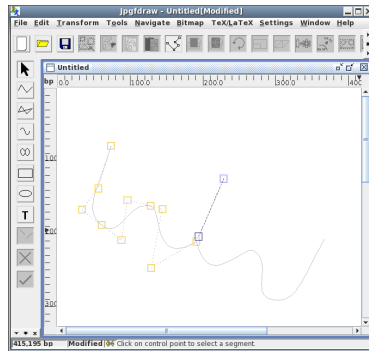 Jpgfdraw - Untitled[Modified]
File Edit Transform Tools Navigate Bitmap TeX/LaTeX Settings Window Help
Untitled
bp 0.0 100.0 200.0 300.0 400
100
200
300
T
415,195 bp Modified Click on control point to select a segment.